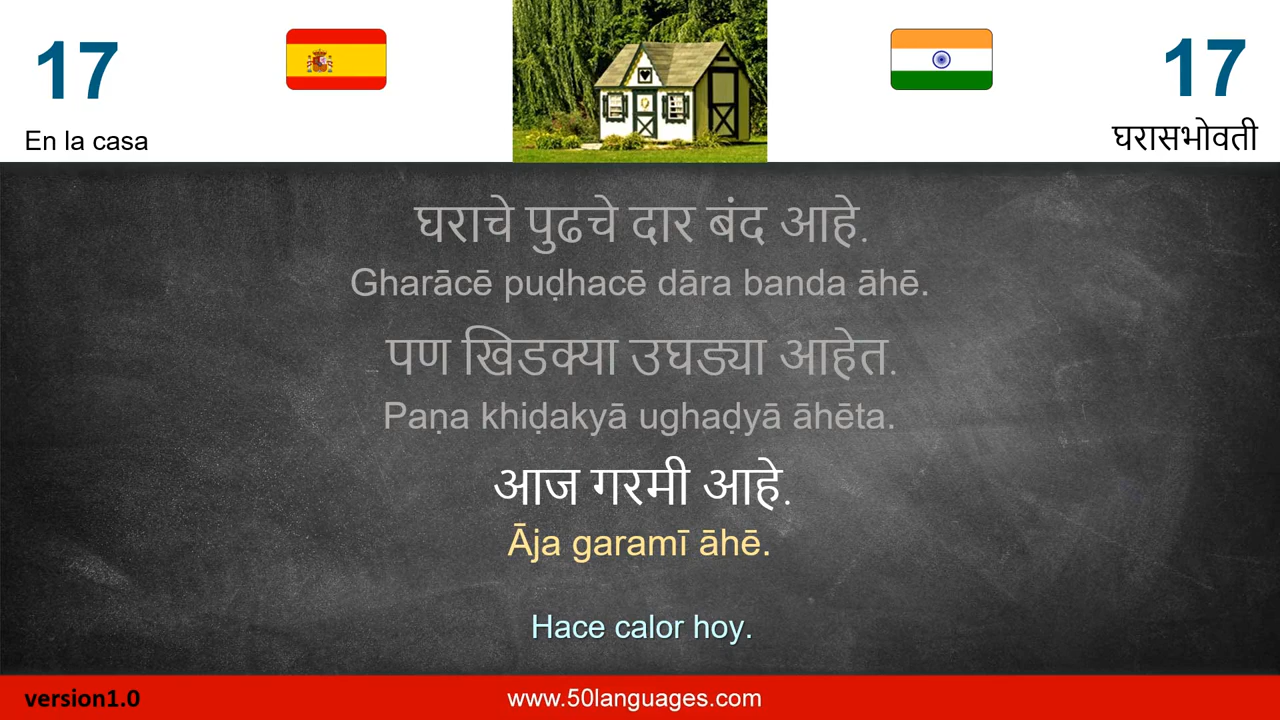 17
17
En la casa
घरासभोवती
घराचे पुढचे दार बंद आहे.
Gharācē puḍhacē dāra banda āhē.
पण खिडक्या उघड्या आहेत.
Paṇa khiḍakyā ughaḍyā āhēta.
आज गरमी आहे.
Āja garamī āhē.
Hace calor hoy.
version1.0
www.50languages.com